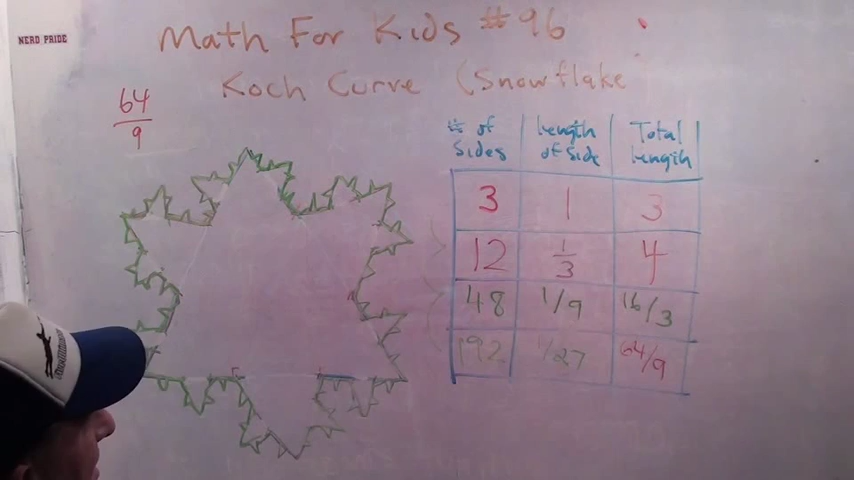 Math For Kids #96
NERD PRIDE
Koch Curve (Snowflake
64
9
# of Sides | Length of Side | Total Length
3 | 1 | 3
12 | 1/3 | 4
48 | 1/9 | 16/3
192 | 1/27 | 64/9